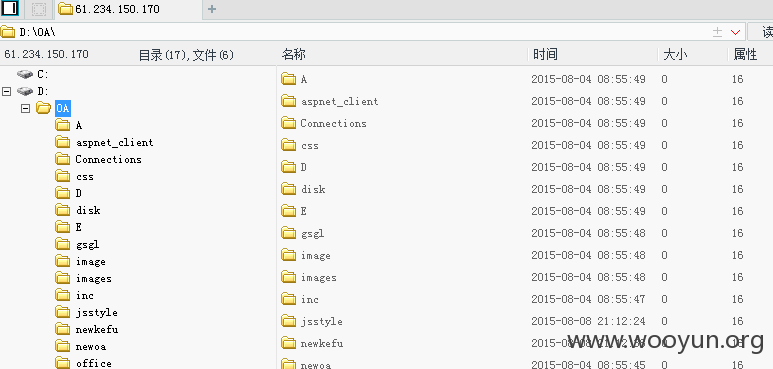 61.234.150.170
D:\OA\ 读
61.234.150.170 目录(17),文件(6) 名称 时间 大小 属性
C: A 2015-08-04 08:55:49 0 16
D: aspnet_client 2015-08-04 08:55:49 0 16
OA Connections 2015-08-04 08:55:49 0 16
A css 2015-08-04 08:55:49 0 16
aspnet_client D 2015-08-04 08:55:49 0 16
Connections disk 2015-08-04 08:55:49 0 16
css E 2015-08-04 08:55:49 0 16
D gsgl 2015-08-04 08:55:48 0 16
disk image 2015-08-04 08:55:48 0 16
E images 2015-08-04 08:55:48 0 16
gsgl inc 2015-08-04 08:55:47 0 16
image jsstyle 2015-08-08 21:12:24 0 16
images newkefu 0 16
inc newoa 2015-08-04 08:55:45 0 16
jsstyle
newkefu
newoa
office
www.wooyun.org